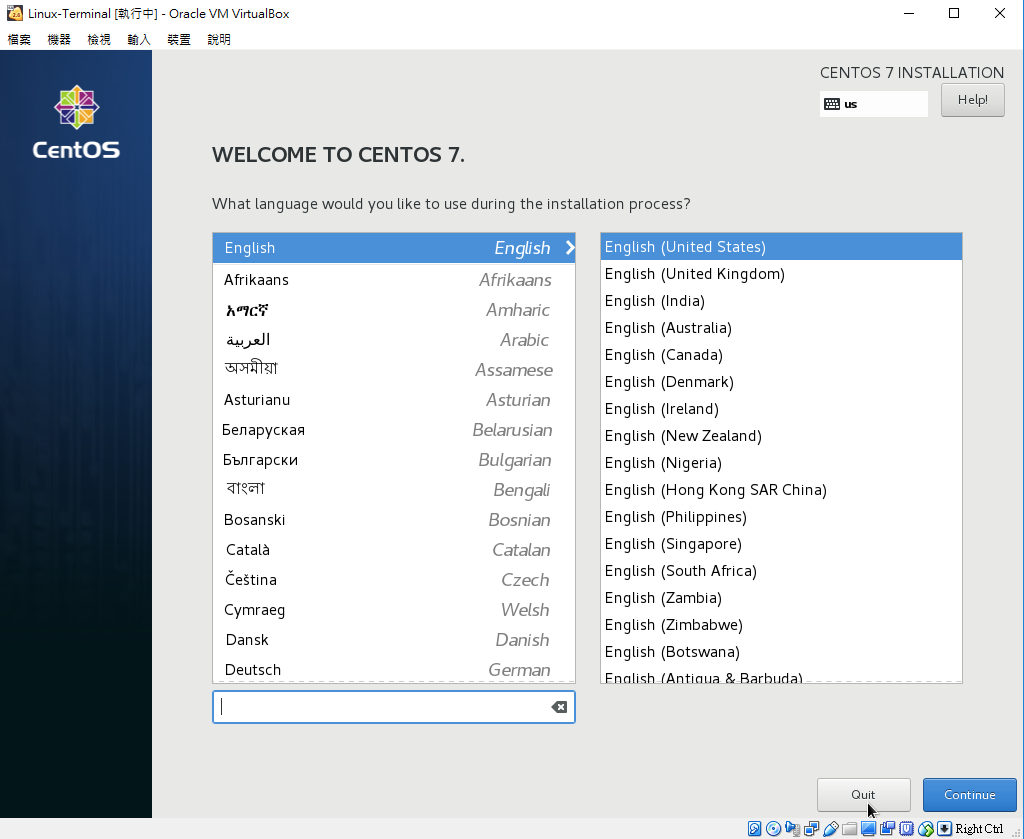 Linux-Terminal [執行中] - Oracle VM VirtualBox
檔案 機器 檢視 輸入 裝置 說明
CentOS
CENTOS 7 INSTALLATION
us
Help!
WELCOME TO CENTOS 7.
What language would you like to use during the installation process?
English English
Afrikaans Afrikaans
አማርኛ Amharic
العربية Arabic
অসমীয়া Assamese
Asturianu Asturian
Беларуская Belarusian
Български Bulgarian
বাংলা Bengali
Bosanski Bosnian
Català Catalan
Čeština Czech
Cymraeg Welsh
Dansk Danish
Deutsch German
English (United States)
English (United Kingdom)
English (India)
English (Australia)
English (Canada)
English (Denmark)
English (Ireland)
English (New Zealand)
English (Nigeria)
English (Hong Kong SAR China)
English (Philippines)
English (Singapore)
English (South Africa)
English (Zambia)
English (Zimbabwe)
English (Botswana)
English (Antigua & Barbuda)
Quit
Continue
Right Ctrl